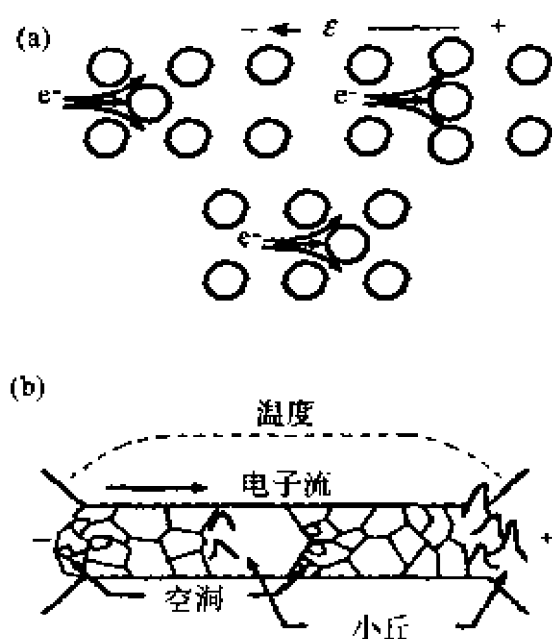 (a)
− ε +
e- e-
e-
(b)
温度
电子流
− +
空洞
小丘